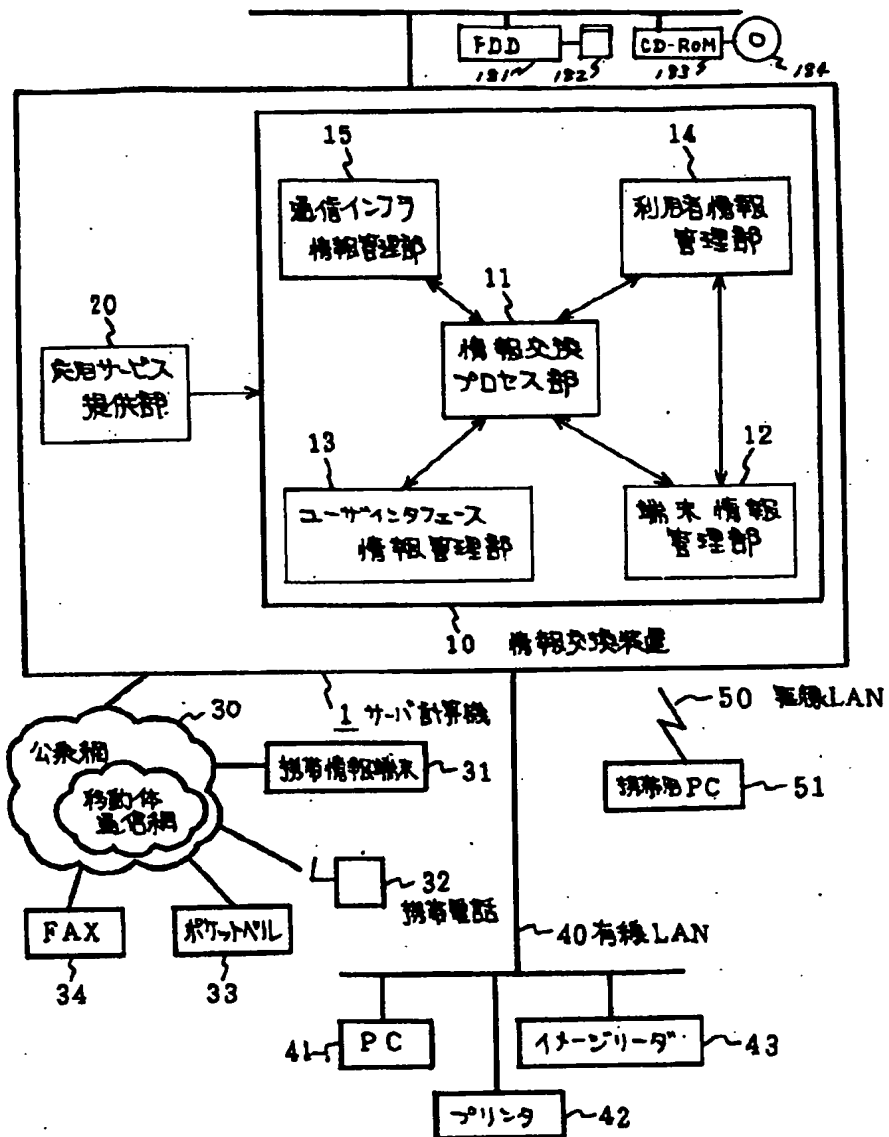 FDD
CD-ROM
181
182
183
184
15
14
通信インフラ
情報管理部
利用者情報
管理部
11
情報交換
プロセス部
20
応用サービス
提供部
13
12
ユーザインタフェース
情報管理部
端末情報
管理部
10 情報交換装置
1 サーバ計算機
30
公衆網
移動体
通信網
携帯情報端末
31
50 無線LAN
携帯用PC
51
32
携帯電話
FAX
ポケットベル
34
33
40有線LAN
41
PC
イメージリーダ
43
プリンタ
42